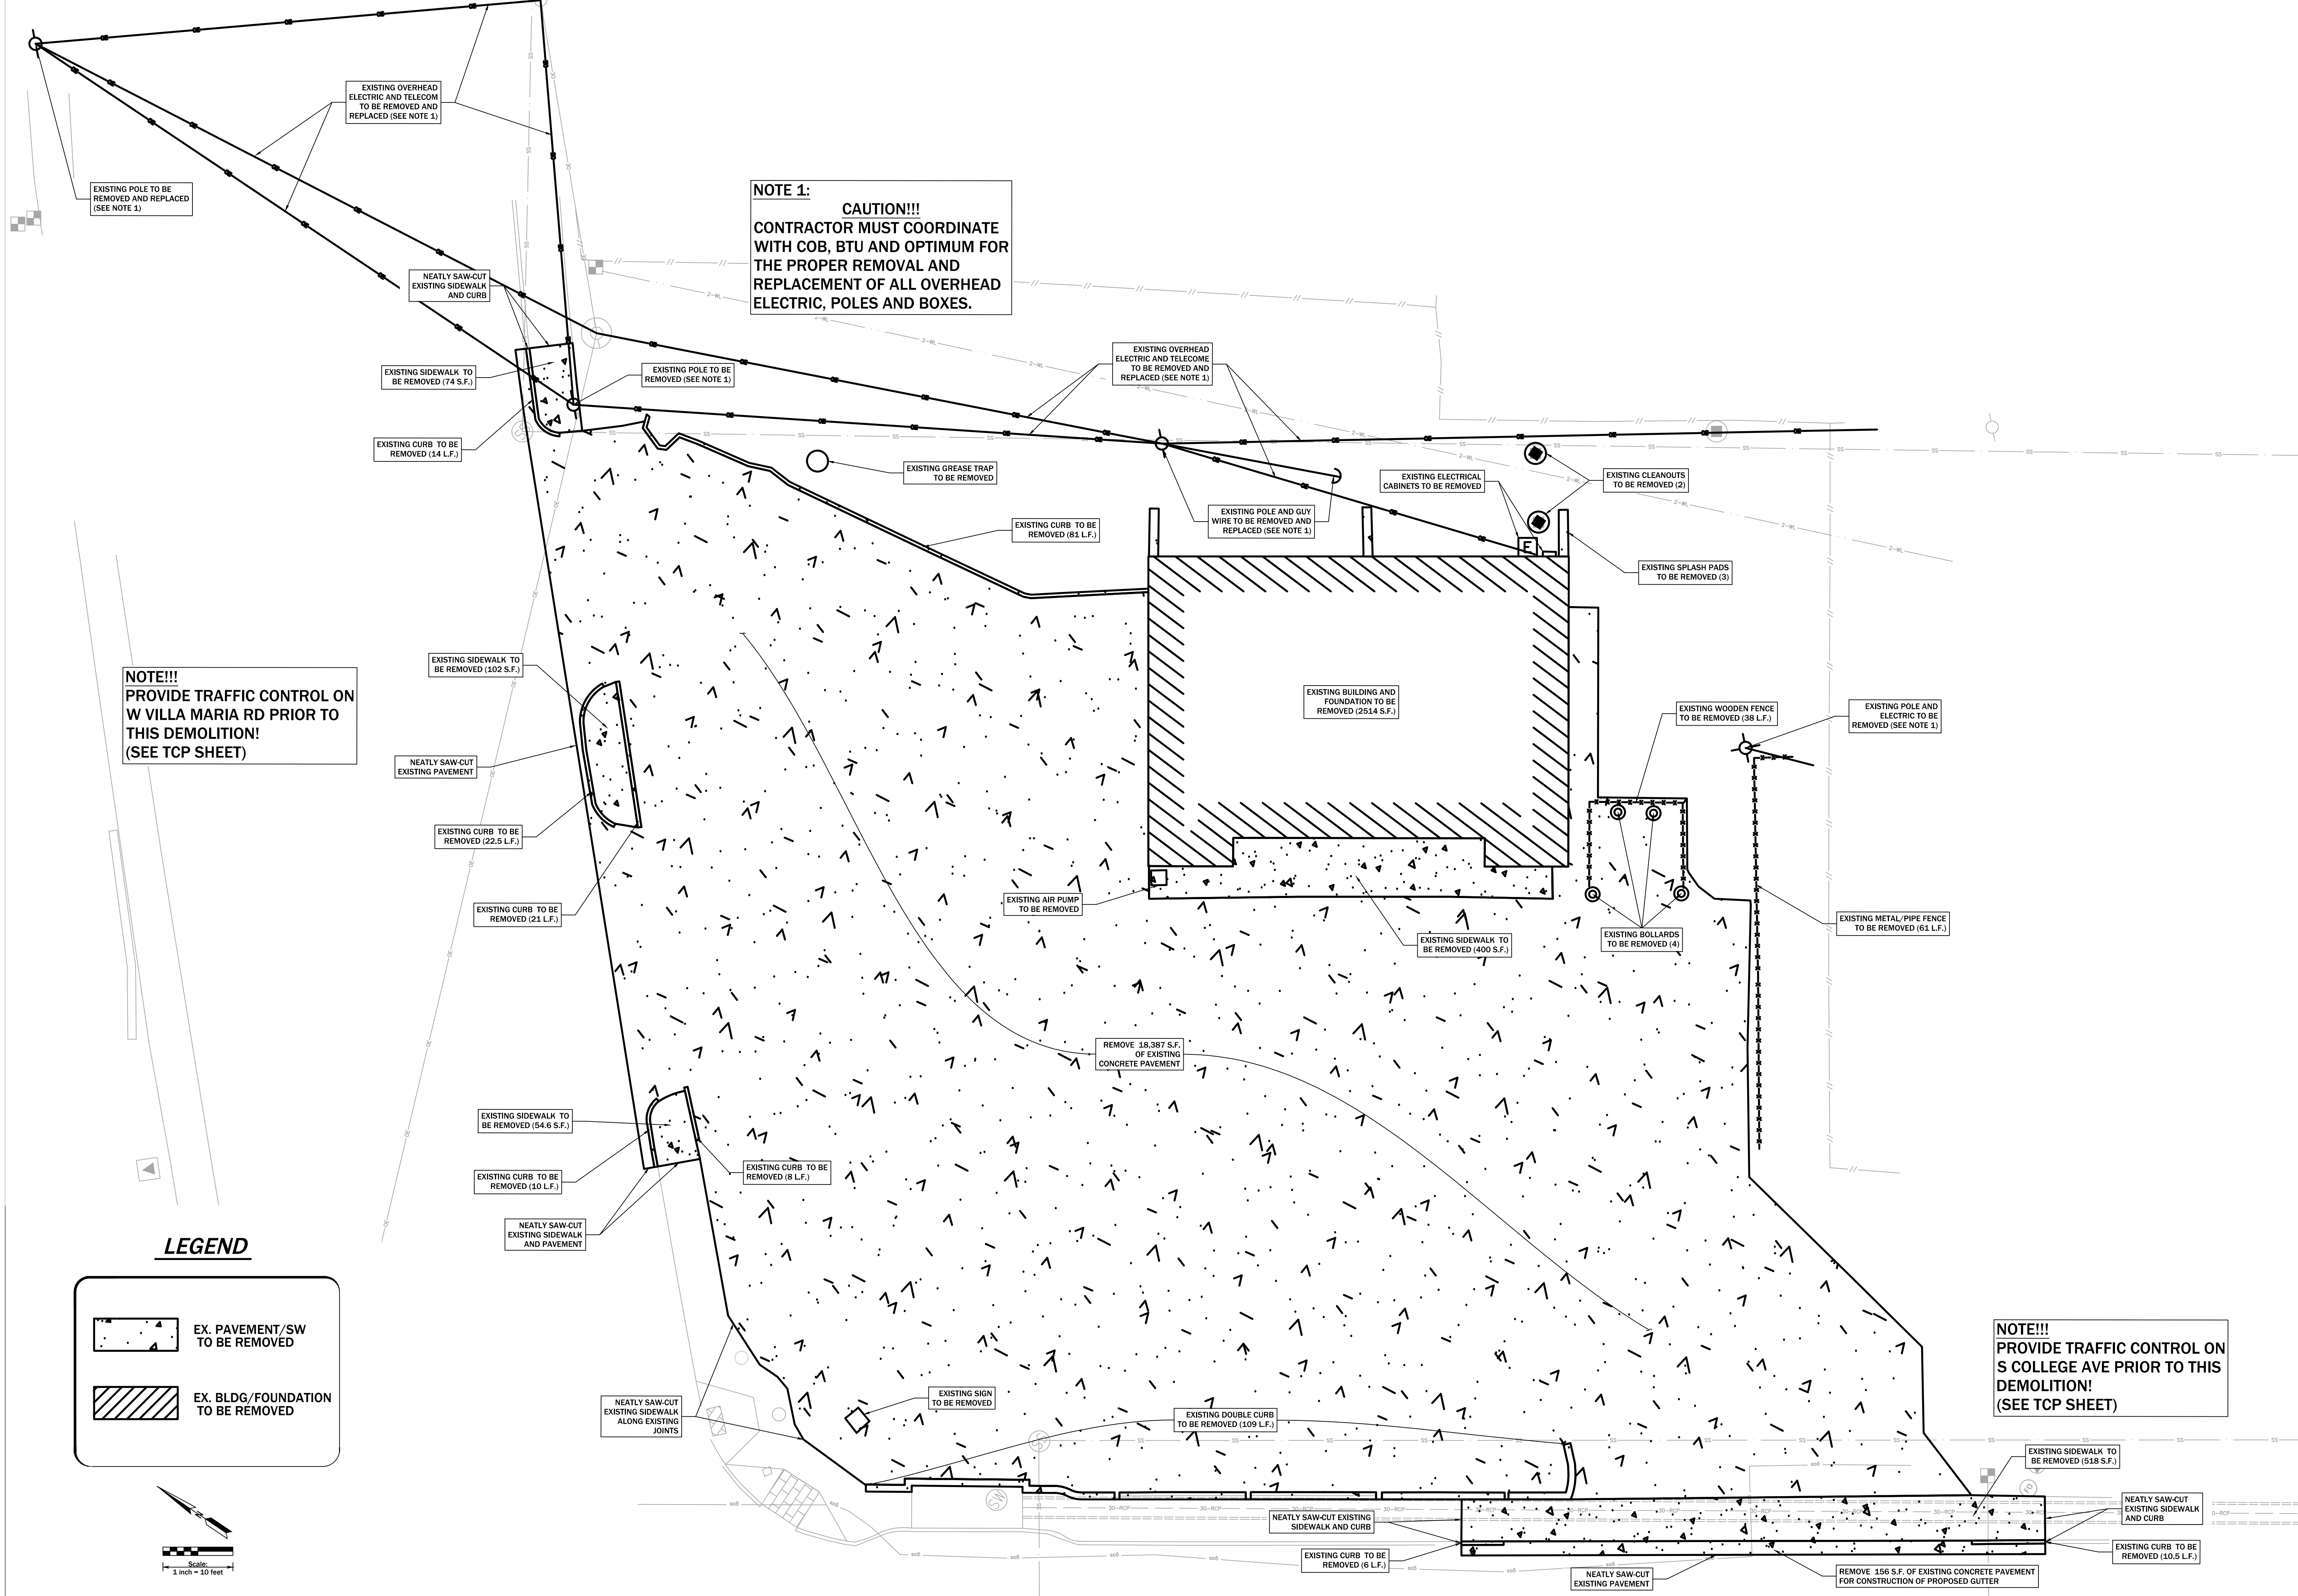 EXISTING OVERHEAD
ELECTRIC AND TELECOM
TO BE REMOVED AND
REPLACED (SEE NOTE 1)
EXISTING POLE TO BE
REMOVED AND REPLACED
(SEE NOTE 1)
NOTE 1:
CAUTION!!!
CONTRACTOR MUST COORDINATE
WITH COB, BTU AND OPTIMUM FOR
THE PROPER REMOVAL AND
REPLACEMENT OF ALL OVERHEAD
ELECTRIC, POLES AND BOXES.
NEATLY SAW-CUT
EXISTING SIDEWALK
AND CURB
EXISTING SIDEWALK TO
BE REMOVED (74 S.F.)
EXISTING POLE TO BE
REMOVED (SEE NOTE 1)
EXISTING OVERHEAD
ELECTRIC AND TELECOME
TO BE REMOVED AND
REPLACED (SEE NOTE 1)
EXISTING CURB TO BE
REMOVED (14 L.F.)
EXISTING GREASE TRAP
TO BE REMOVED
EXISTING ELECTRICAL
CABINETS TO BE REMOVED
EXISTING CLEANOUTS
TO BE REMOVED (2)
EXISTING CURB TO BE
REMOVED (81 L.F.)
EXISTING POLE AND GUY
WIRE TO BE REMOVED AND
REPLACED (SEE NOTE 1)
E
EXISTING SPLASH PADS
TO BE REMOVED (3)
NOTE!!!
PROVIDE TRAFFIC CONTROL ON
W VILLA MARIA RD PRIOR TO
THIS DEMOLITION!
(SEE TCP SHEET)
EXISTING SIDEWALK TO
BE REMOVED (102 S.F.)
EXISTING BUILDING AND
FOUNDATION TO BE
REMOVED (2514 S.F.)
EXISTING WOODEN FENCE
TO BE REMOVED (38 L.F.)
EXISTING POLE AND
ELECTRIC TO BE
REMOVED (SEE NOTE 1)
NEATLY SAW-CUT
EXISTING PAVEMENT
EXISTING CURB TO BE
REMOVED (22.5 L.F.)
EXISTING CURB TO BE
REMOVED (21 L.F.)
EXISTING AIR PUMP
TO BE REMOVED
EXISTING SIDEWALK TO
BE REMOVED (400 S.F.)
EXISTING BOLLARDS
TO BE REMOVED (4)
EXISTING METAL/PIPE FENCE
TO BE REMOVED (61 L.F.)
REMOVE 18,387 S.F.
OF EXISTING
CONCRETE PAVEMENT
EXISTING SIDEWALK TO
BE REMOVED (54.6 S.F.)
EXISTING CURB TO BE
REMOVED (10 L.F.)
EXISTING CURB TO BE
REMOVED (8 L.F.)
NEATLY SAW-CUT
EXISTING SIDEWALK
AND PAVEMENT
LEGEND
EX. PAVEMENT/SW
TO BE REMOVED
EX. BLDG/FOUNDATION
TO BE REMOVED
N
Scale:
1 inch = 10 feet
NEATLY SAW-CUT
EXISTING SIDEWALK
ALONG EXISTING
JOINTS
EXISTING SIGN
TO BE REMOVED
EXISTING DOUBLE CURB
TO BE REMOVED (109 L.F.)
NOTE!!!
PROVIDE TRAFFIC CONTROL ON
S COLLEGE AVE PRIOR TO THIS
DEMOLITION!
(SEE TCP SHEET)
EXISTING SIDEWALK TO
BE REMOVED (518 S.F.)
NEATLY SAW-CUT EXISTING
SIDEWALK AND CURB
EXISTING CURB TO BE
REMOVED (6 L.F.)
NEATLY SAW-CUT
EXISTING PAVEMENT
REMOVE 156 S.F. OF EXISTING CONCRETE PAVEMENT
FOR CONSTRUCTION OF PROPOSED GUTTER
NEATLY SAW-CUT
EXISTING SIDEWALK
AND CURB
EXISTING CURB TO BE
REMOVED (10.5 L.F.)